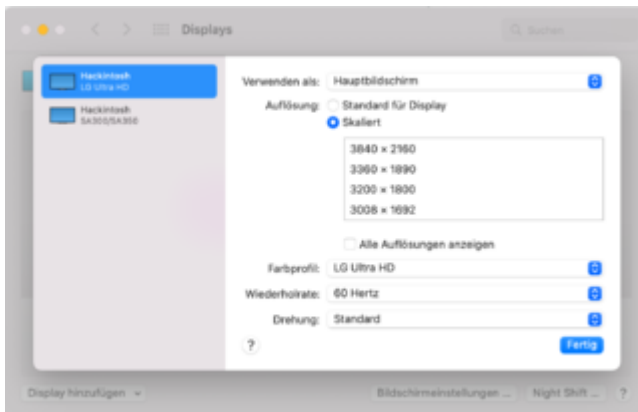 Displays
Suchen
Hackintosh
LG Ultra HD
Hackintosh
SA300/SA350
Verwenden als: Hauptbildschirm
Auflösung: Standard für Display
Skaliert
3840 × 2160
3360 × 1890
3200 × 1800
3008 × 1692
Alle Auflösungen anzeigen
Farbprofil: LG Ultra HD
Wiederholrate: 60 Hertz
Drehung: Standard
? Fertig
Display hinzufügen Bildschirmeinstellungen ... Night Shift ... ?